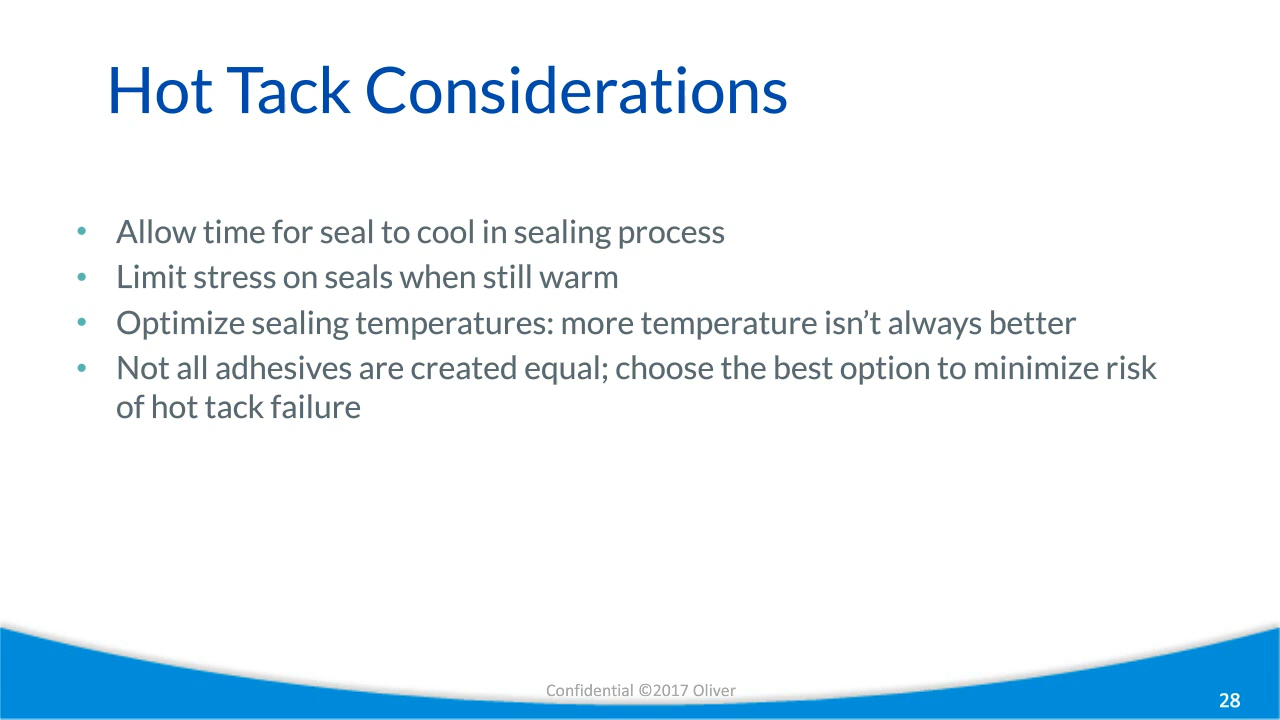 Hot Tack Considerations
• Allow time for seal to cool in sealing process
• Limit stress on seals when still warm
• Optimize sealing temperatures: more temperature isn’t always better
• Not all adhesives are created equal; choose the best option to minimize risk
of hot tack failure
Confidential ©2017 Oliver
28